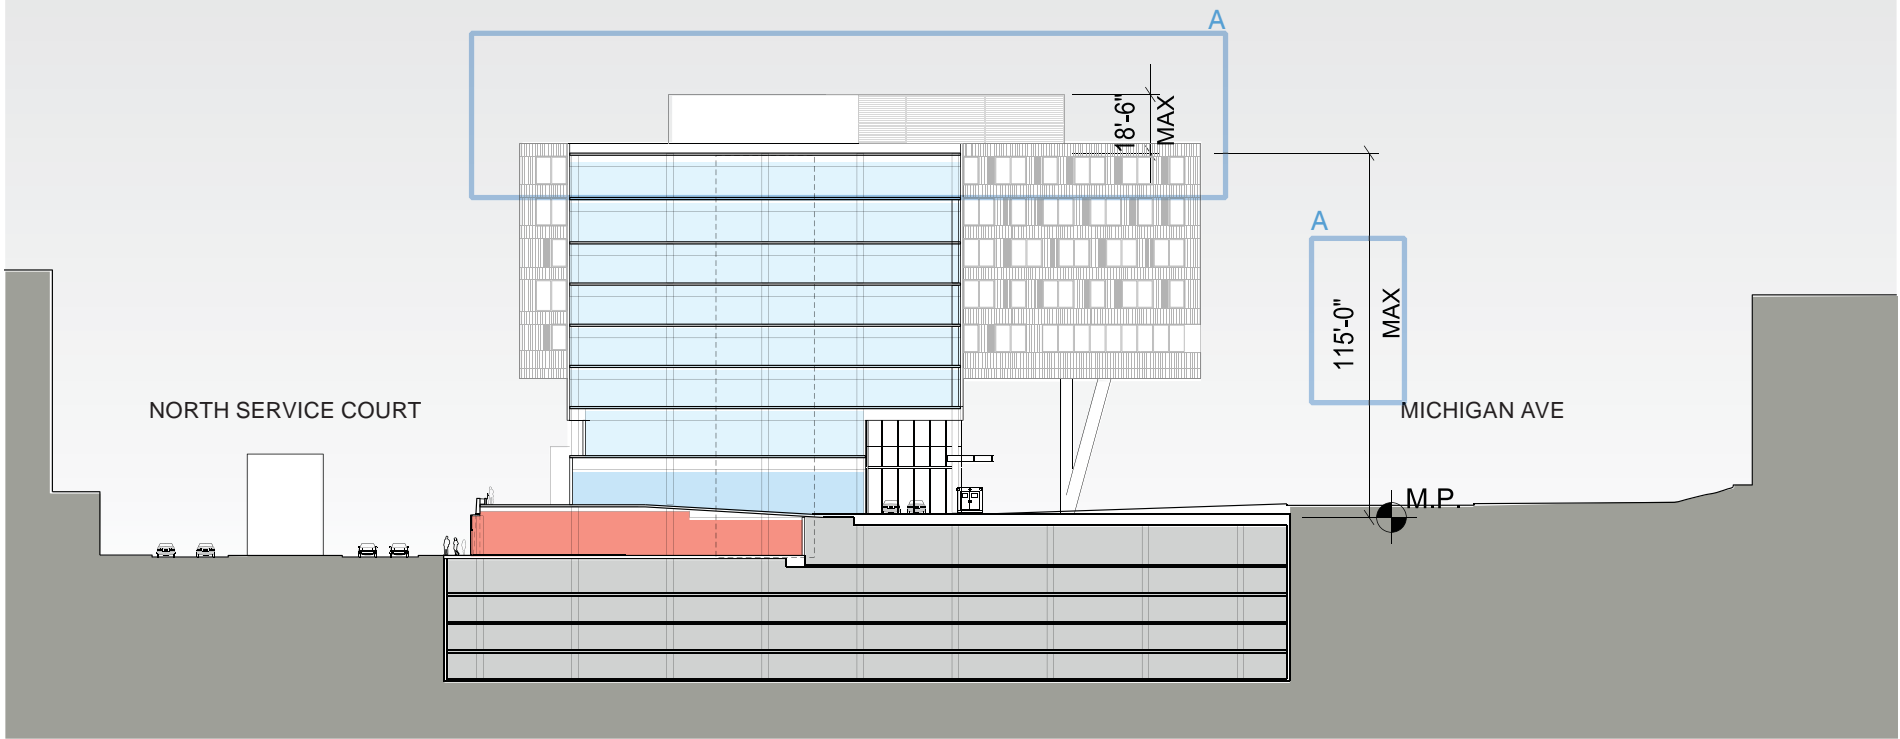 A
18'-6"
MAX
A
115'-0"
MAX
NORTH SERVICE COURT
MICHIGAN AVE
M.P.